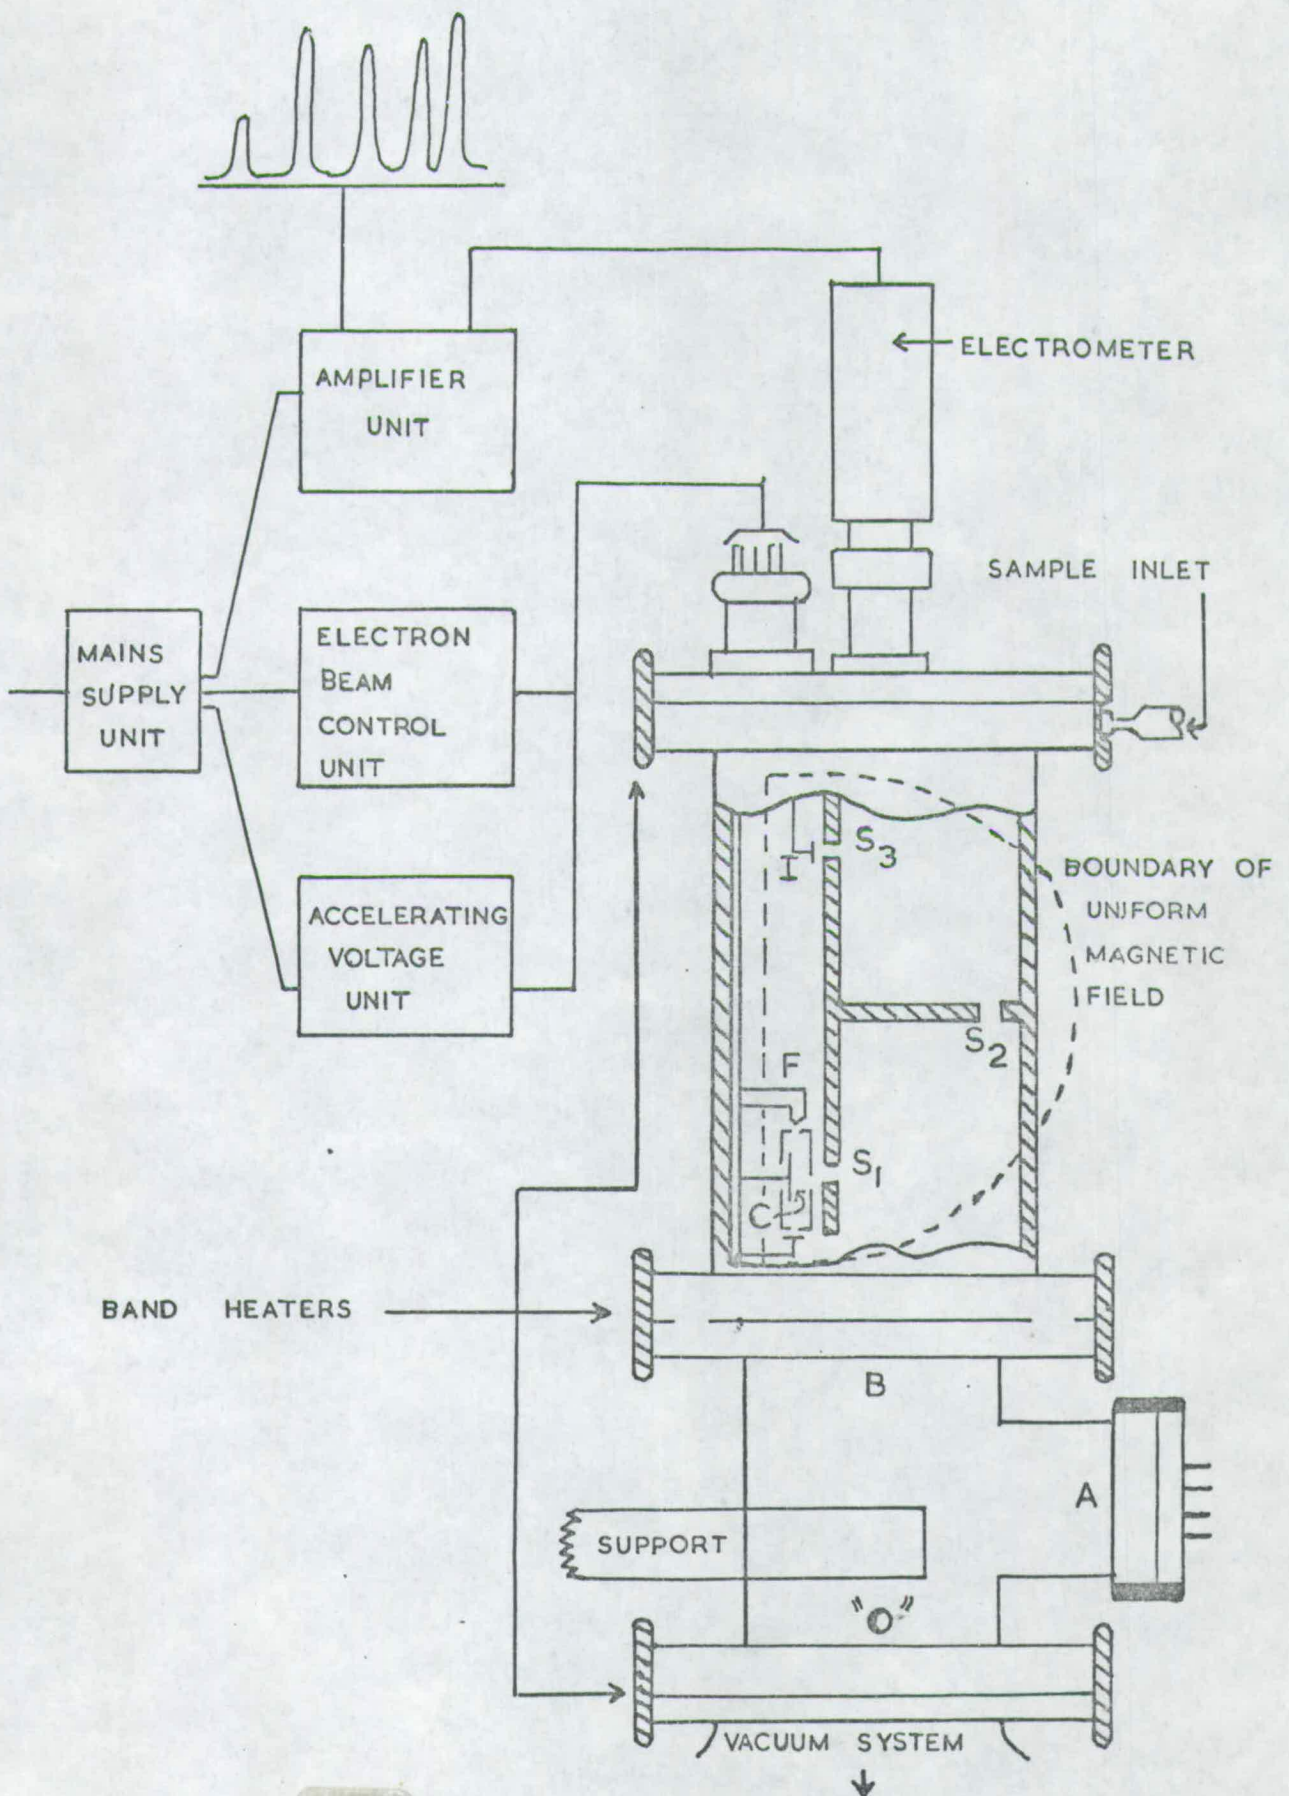 AMPLIFIER
UNIT
ELECTROMETER
SAMPLE INLET
MAINS
SUPPLY
UNIT
ELECTRON
BEAM
CONTROL
UNIT
ACCELERATING
VOLTAGE
UNIT
S3
BOUNDARY OF
UNIFORM
MAGNETIC
FIELD
S2
F
S1
C
BAND HEATERS
B
A
SUPPORT
"O"
VACUUM SYSTEM